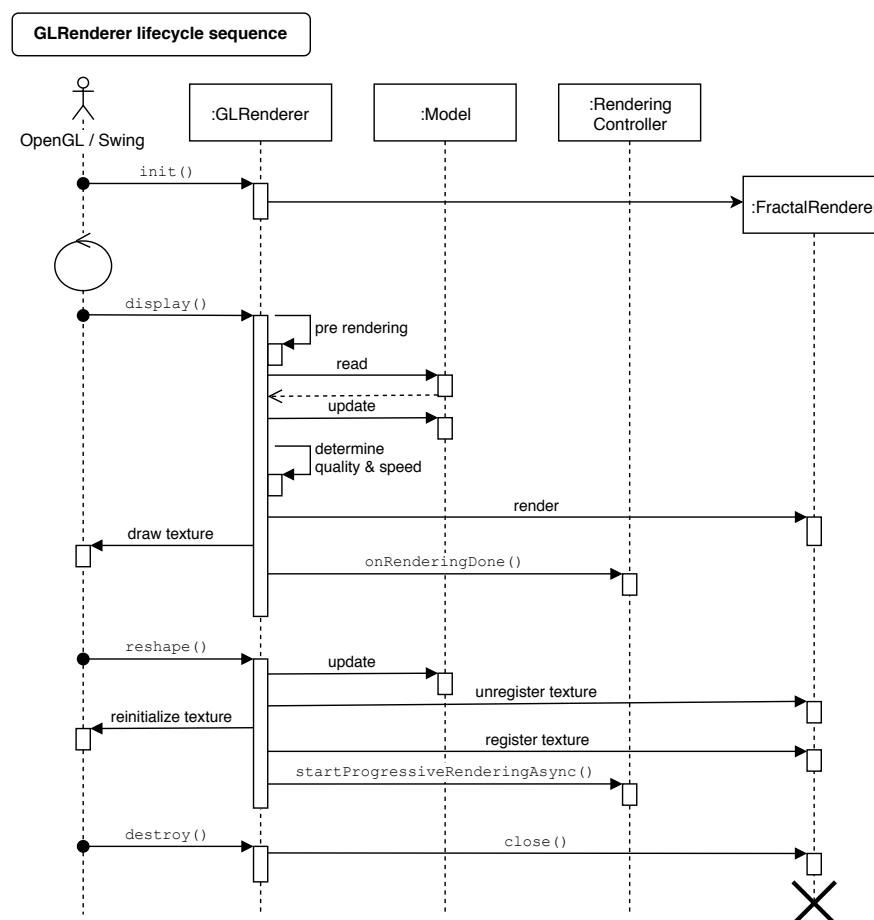 GLRenderer lifecycle sequence
OpenGL / Swing
:GLRenderer
:Model
:Rendering
Controller
:FractalRenderer
init()
display()
pre rendering
read
update
determine
quality & speed
render
draw texture
onRenderingDone()
reshape()
update
unregister texture
reinitialize texture
register texture
startProgressiveRenderingAsync()
destroy()
close()